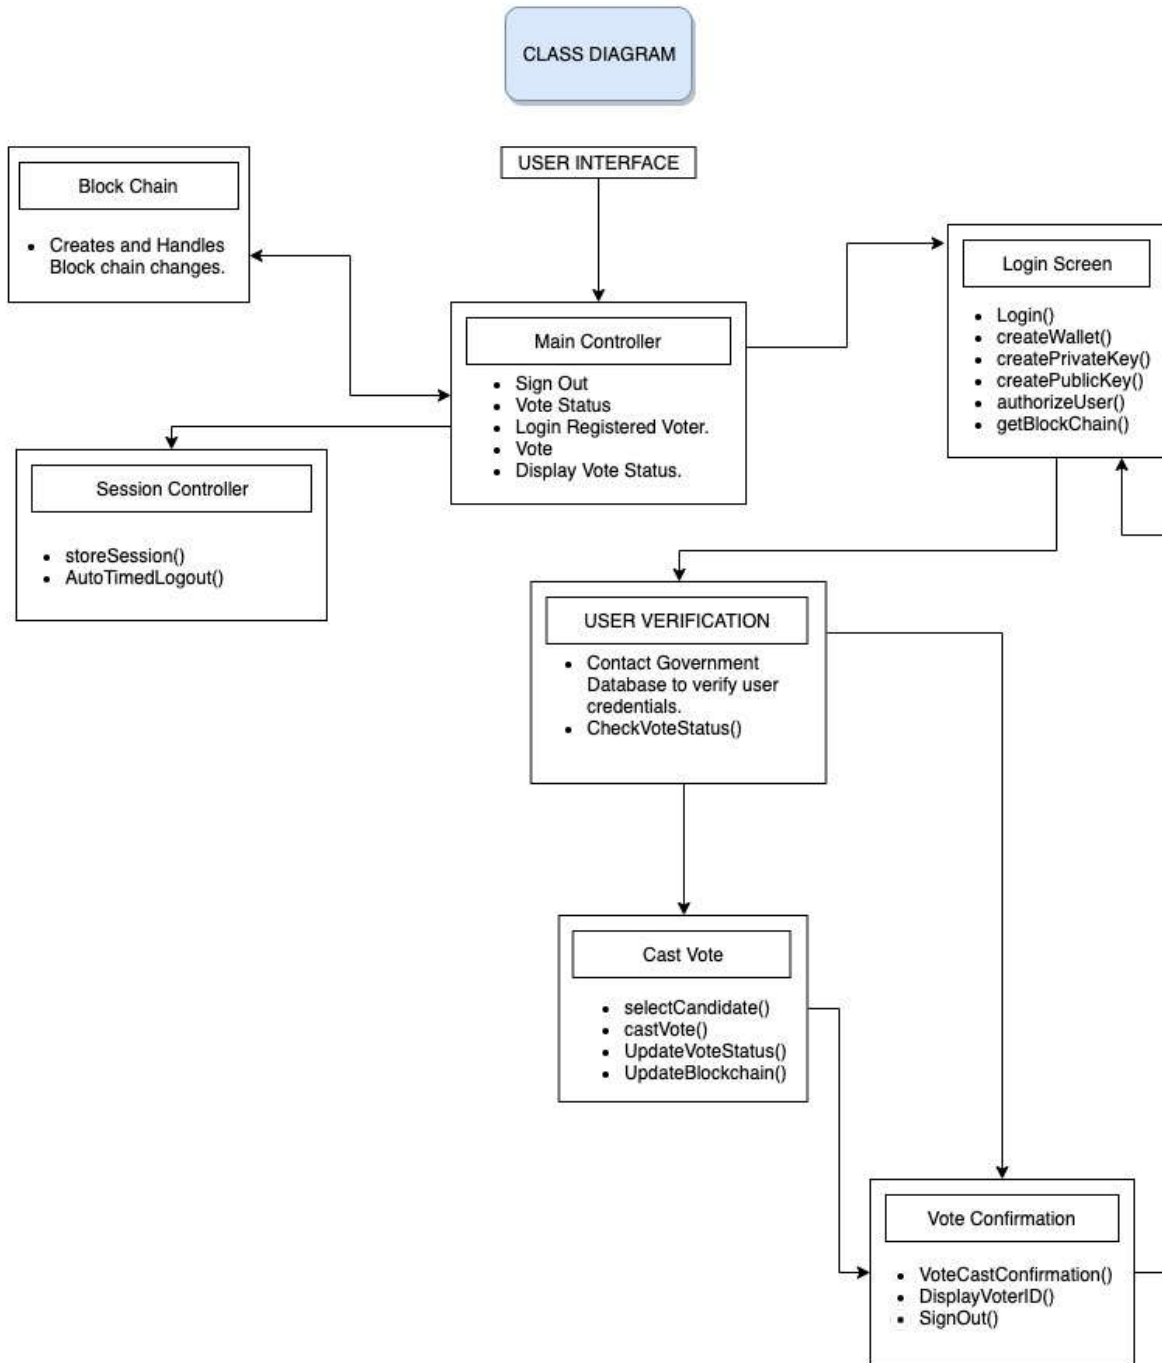 CLASS DIAGRAM
USER INTERFACE
Block Chain
• Creates and Handles
Block chain changes.
Login Screen
• Login()
• createWallet()
• createPrivateKey()
• createPublicKey()
• authorizeUser()
• getBlockChain()
Main Controller
• Sign Out
• Vote Status
• Login Registered Voter.
• Vote
• Display Vote Status.
Session Controller
• storeSession()
• AutoTimedLogout()
USER VERIFICATION
• Contact Government
Database to verify user
credentials.
• CheckVoteStatus()
Cast Vote
• selectCandidate()
• castVote()
• UpdateVoteStatus()
• UpdateBlockchain()
Vote Confirmation
• VoteCastConfirmation()
• DisplayVoterID()
• SignOut()